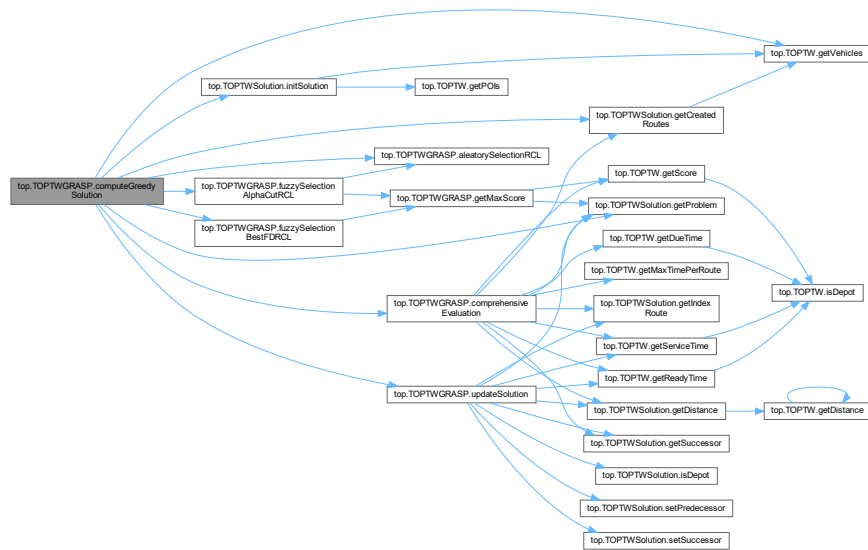 top.TOPTW.getVehicles
top.TOPTWSolution.initSolution
top.TOPTW.getPOIs
top.TOPTWSolution.getCreated
Routes
top.TOPTWGRASP.aleatorySelectionRCL
top.TOPTW.getScore
top.TOPTWGRASP.computeGreedy
Solution
top.TOPTWGRASP.fuzzySelection
AlphaCutRCL
top.TOPTWGRASP.getMaxScore
top.TOPTWSolution.getProblem
top.TOPTWGRASP.fuzzySelection
BestFDRCL
top.TOPTW.getDueTime
top.TOPTW.getMaxTimePerRoute
top.TOPTW.isDepot
top.TOPTWGRASP.comprehensive
Evaluation
top.TOPTWSolution.getIndex
Route
top.TOPTW.getServiceTime
top.TOPTW.getReadyTime
top.TOPTWGRASP.updateSolution
top.TOPTWSolution.getDistance
top.TOPTW.getDistance
top.TOPTWSolution.getSuccessor
top.TOPTWSolution.isDepot
top.TOPTWSolution.setPredecessor
top.TOPTWSolution.setSuccessor